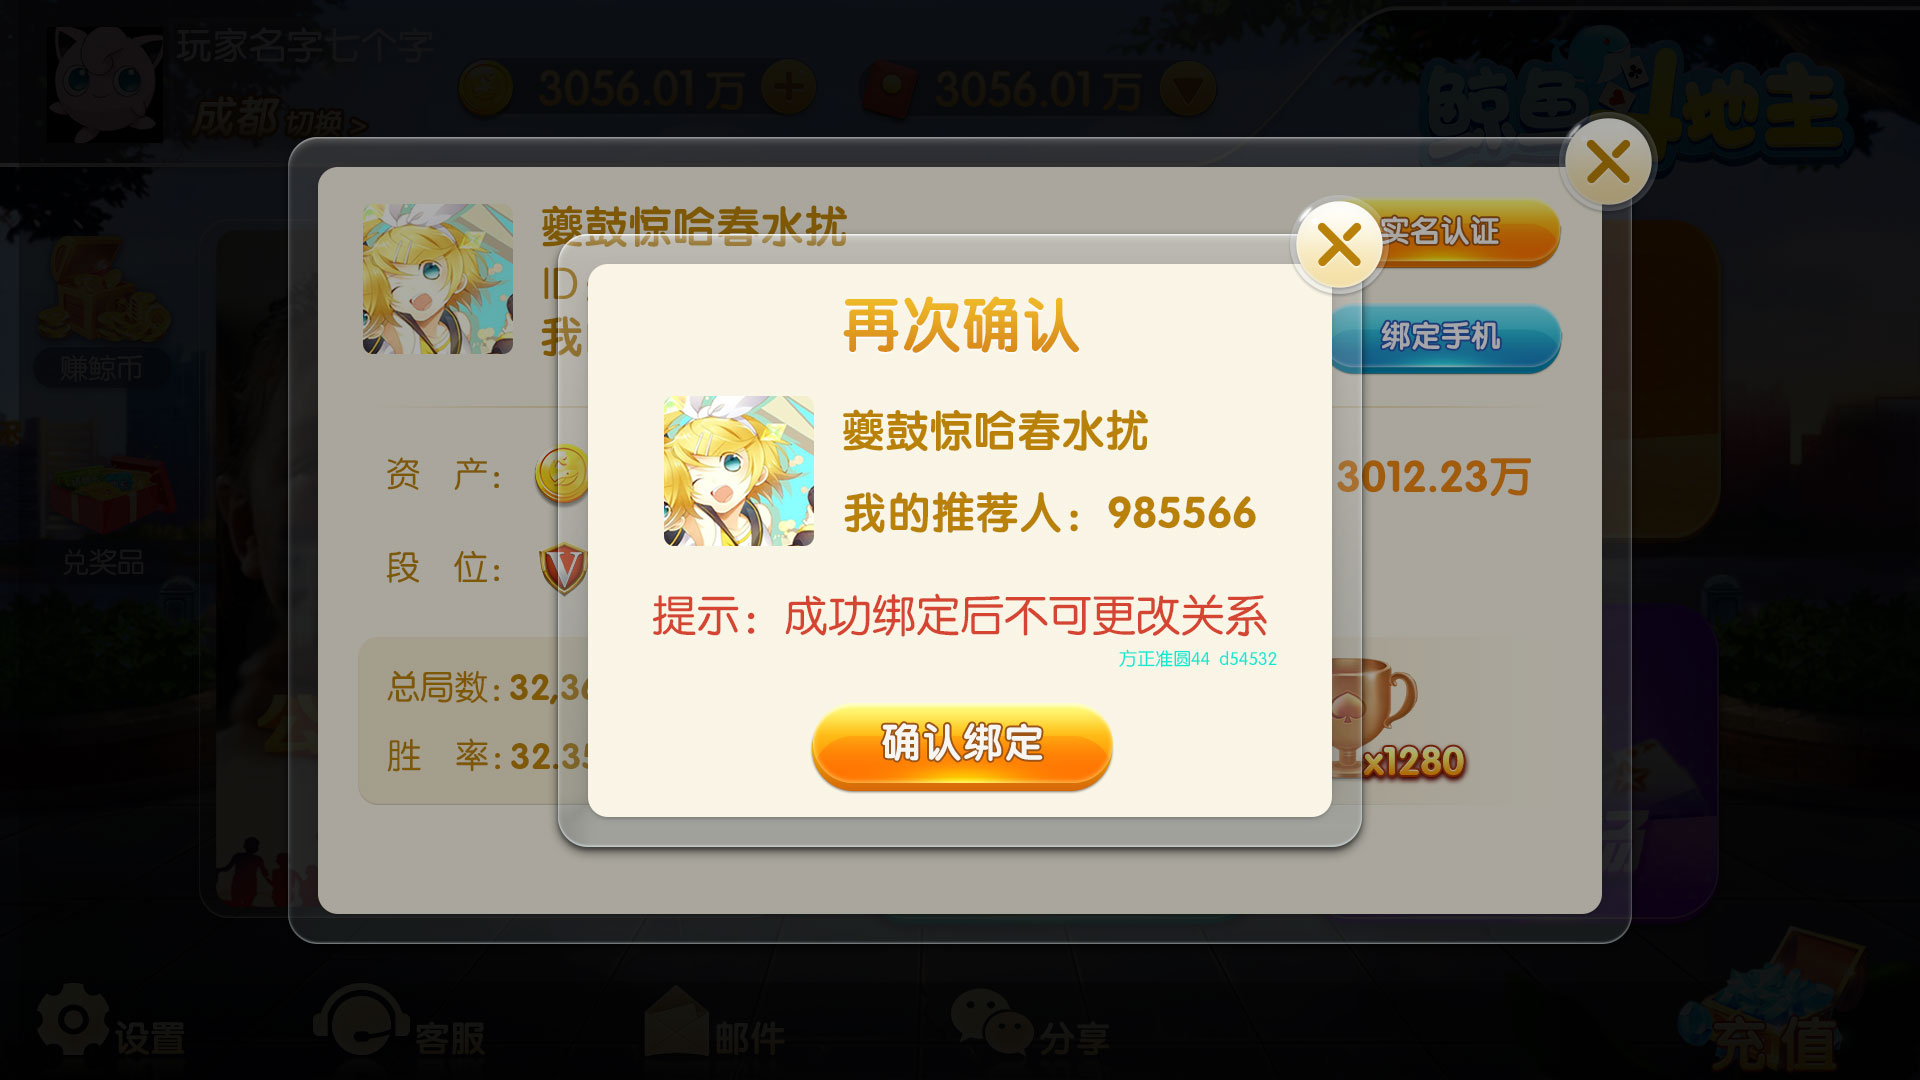 玩家名字七个字
成都 切换 >
3056.01万
3056.01万
鲸鱼斗地主
夔鼓惊哈春水扰
实名认证
ID
我
绑定手机
赚鲸币
兑奖品
再次确认
夔鼓惊哈春水扰
我的推荐人：985566
提示：成功绑定后不可更改关系
方正准圆44 d54532
确认绑定
资 产：
3012.23万
段 位：
V
总局数：32,36
胜 率：32.35
x1280
公
设置
客服
邮件
分享
充值